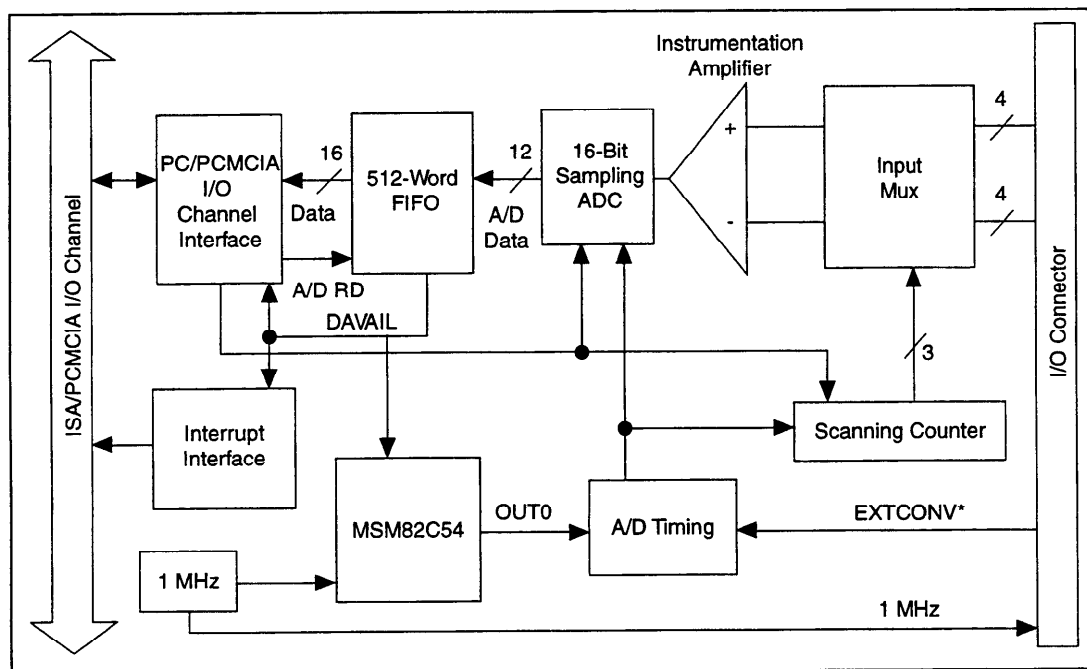 Instrumentation
Amplifier
ISA/PCMCIA I/O Channel
PC/PCMCIA
I/O
Channel
Interface
16
Data
A/D RD
512-Word
FIFO
12
A/D
Data
16-Bit
Sampling
ADC
+
-
Input
Mux
4
4
I/O Connector
DAVAIL
3
Interrupt
Interface
Scanning Counter
MSM82C54
OUT0
A/D Timing
EXTCONV*
1 MHz
1 MHz